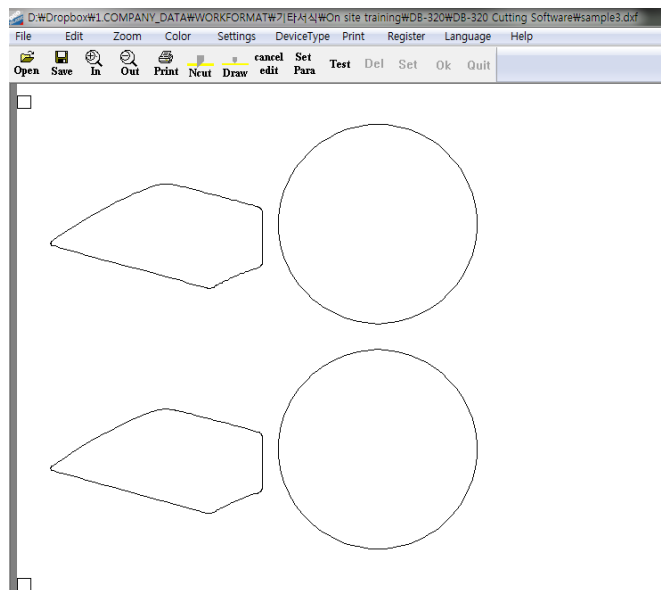 D:₩Dropbox₩1.COMPANY_DATA₩WORKFORMAT₩기타서식₩On site training₩DB-320₩DB-320 Cutting Software₩sample3.dxf
File Edit Zoom Color Settings DeviceType Print Register Language Help
Open Save In Out Print Ncut Draw cancel edit Set Para Test Del Set Ok Quit